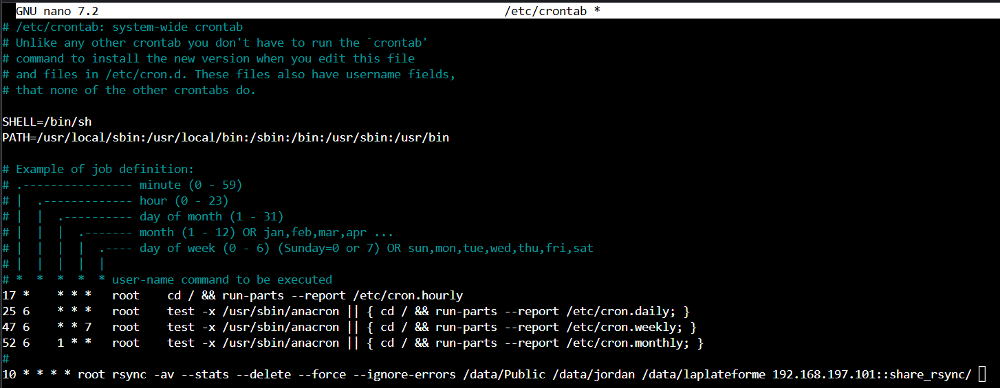 GNU nano 7.2 /etc/crontab *
# /etc/crontab: system-wide crontab
# Unlike any other crontab you don't have to run the `crontab'
# command to install the new version when you edit this file
# and files in /etc/cron.d. These files also have username fields,
# that none of the other crontabs do.
SHELL=/bin/sh
PATH=/usr/local/sbin:/usr/local/bin:/sbin:/bin:/usr/sbin:/usr/bin
# Example of job definition:
# .---------------- minute (0 - 59)
# |  .------------- hour (0 - 23)
# |  |  .---------- day of month (1 - 31)
# |  |  |  .------- month (1 - 12) OR jan,feb,mar,apr ...
# |  |  |  |  .---- day of week (0 - 6) (Sunday=0 or 7) OR sun,mon,tue,wed,thu,fri,sat
# |  |  |  |  |
# *  *  *  *  * user-name command to be executed
17 *    * * *   root    cd / && run-parts --report /etc/cron.hourly
25 6    * * *   root    test -x /usr/sbin/anacron || { cd / && run-parts --report /etc/cron.daily; }
47 6    * * 7   root    test -x /usr/sbin/anacron || { cd / && run-parts --report /etc/cron.weekly; }
52 6    1 * *   root    test -x /usr/sbin/anacron || { cd / && run-parts --report /etc/cron.monthly; }
#
10 * * * * root rsync -av --stats --delete --force --ignore-errors /data/Public /data/jordan /data/laplateforme 192.168.197.101::share_rsync/